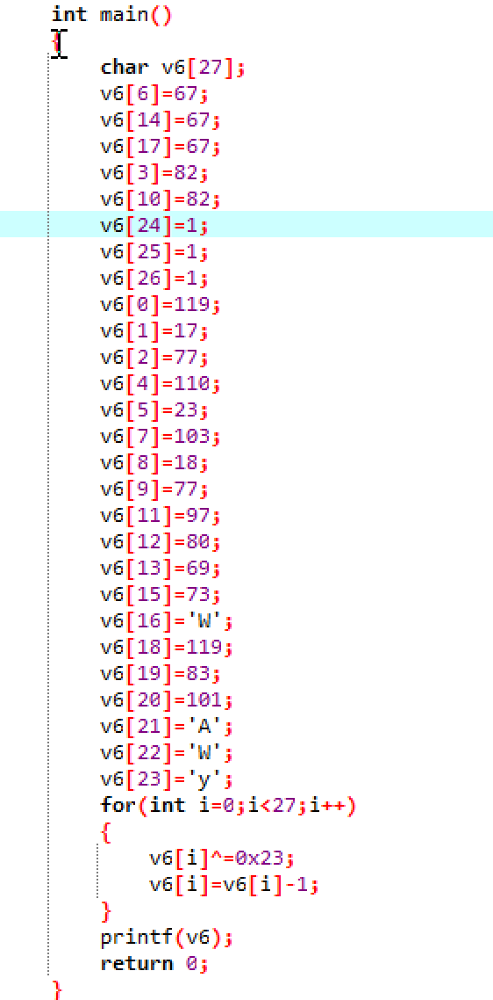 int main()
{
char v6[27];
v6[6]=67;
v6[14]=67;
v6[17]=67;
v6[3]=82;
v6[10]=82;
v6[24]=1;
v6[25]=1;
v6[26]=1;
v6[0]=119;
v6[1]=17;
v6[2]=77;
v6[4]=110;
v6[5]=23;
v6[7]=103;
v6[8]=18;
v6[9]=77;
v6[11]=97;
v6[12]=80;
v6[13]=69;
v6[15]=73;
v6[16]='W';
v6[18]=119;
v6[19]=83;
v6[20]=101;
v6[21]='A';
v6[22]='W';
v6[23]='y';
for(int i=0;i<27;i++)
{
v6[i]^=0x23;
v6[i]=v6[i]-1;
}
printf(v6);
return 0;
}